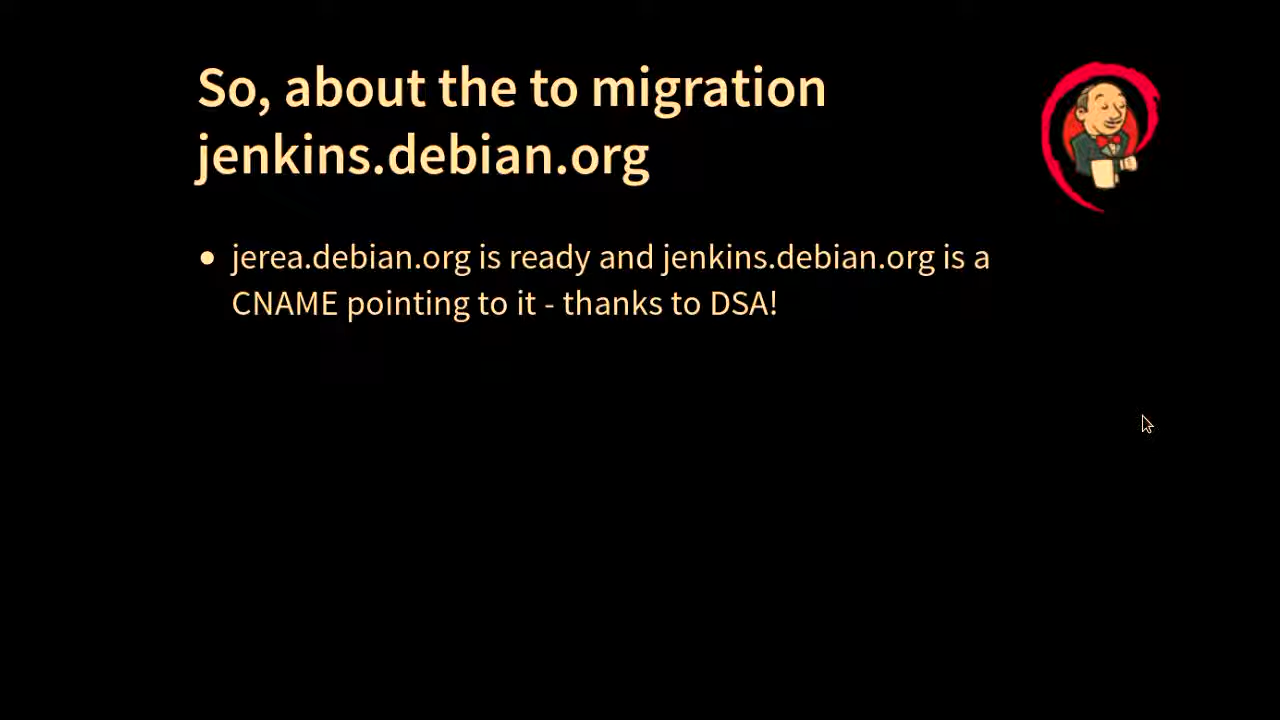 So, about the to migration
jenkins.debian.org
• jerea.debian.org is ready and jenkins.debian.org is a
CNAME pointing to it - thanks to DSA!